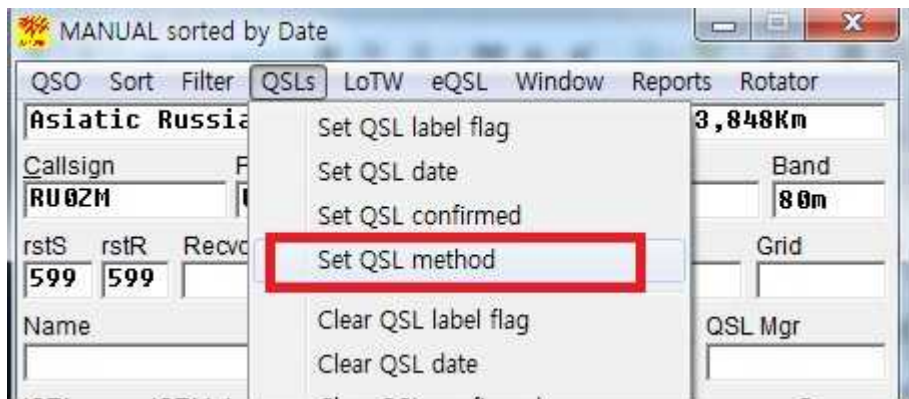 MANUAL sorted by Date
QSO Sort Filter QSLs LoTW eQSL Window Reports Rotator
Asiatic Russia 3,848Km
Set QSL label flag
Callsign Band
Set QSL date
RU0ZM 80m
Set QSL confirmed
rstS rstR Grid
Set QSL method
599 599
Name Clear QSL label flag QSL Mgr
Clear QSL date